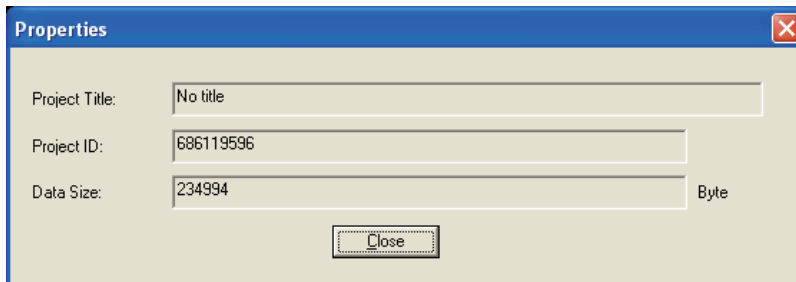 Properties
Project Title: No title
Project ID: 686119596
Data Size: 234994 Byte
Close